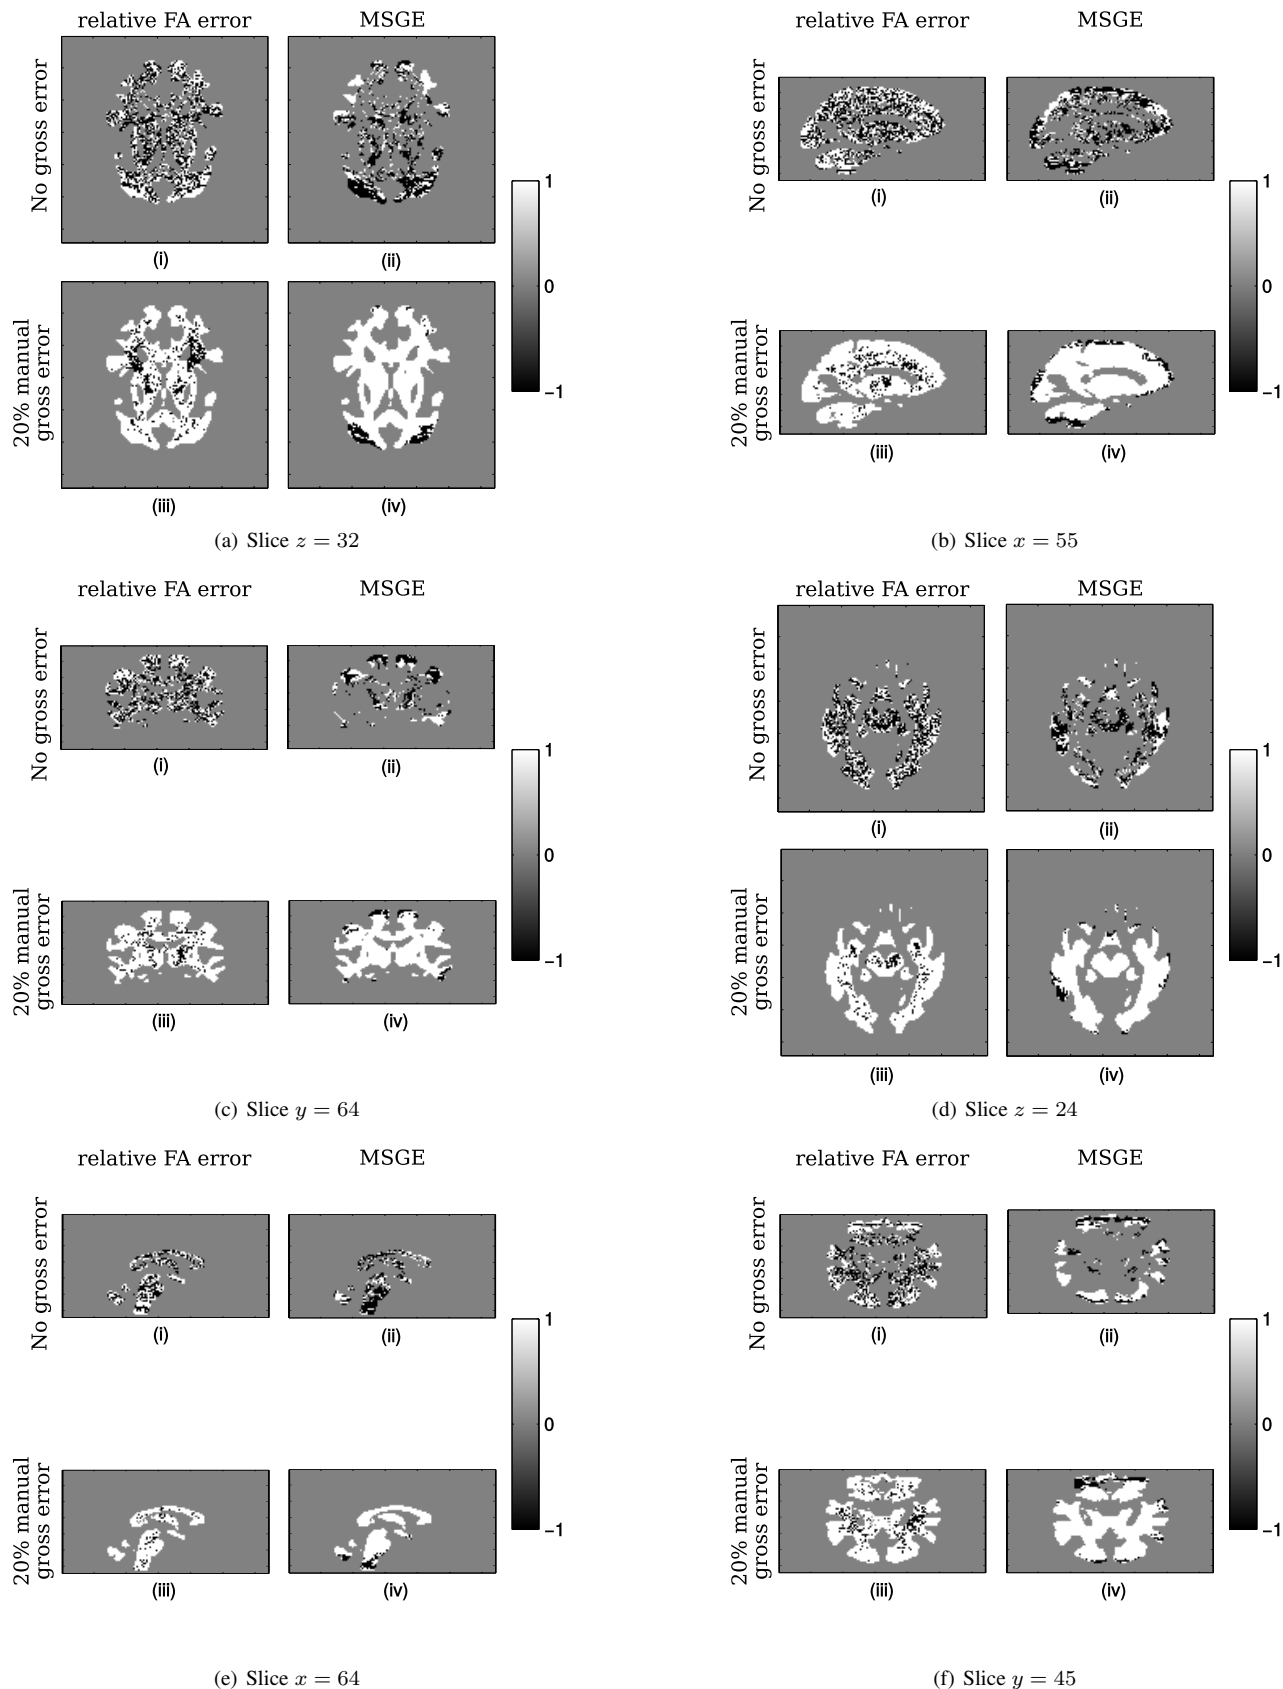 relative FA error MSGE
No gross error
(i) (ii)
1
0
−1
20% manual
gross error
(iii) (iv)
(a) Slice z = 32
relative FA error MSGE
No gross error
(i) (ii)
1
0
−1
20% manual
gross error
(iii) (iv)
(b) Slice x = 55
relative FA error MSGE
No gross error
(i) (ii)
1
0
−1
20% manual
gross error
(iii) (iv)
(c) Slice y = 64
relative FA error MSGE
No gross error
(i) (ii)
1
0
−1
20% manual
gross error
(iii) (iv)
(d) Slice z = 24
relative FA error MSGE
No gross error
(i) (ii)
1
0
−1
20% manual
gross error
(iii) (iv)
(e) Slice x = 64
relative FA error MSGE
No gross error
(i) (ii)
1
0
−1
20% manual
gross error
(iii) (iv)
(f) Slice y = 45